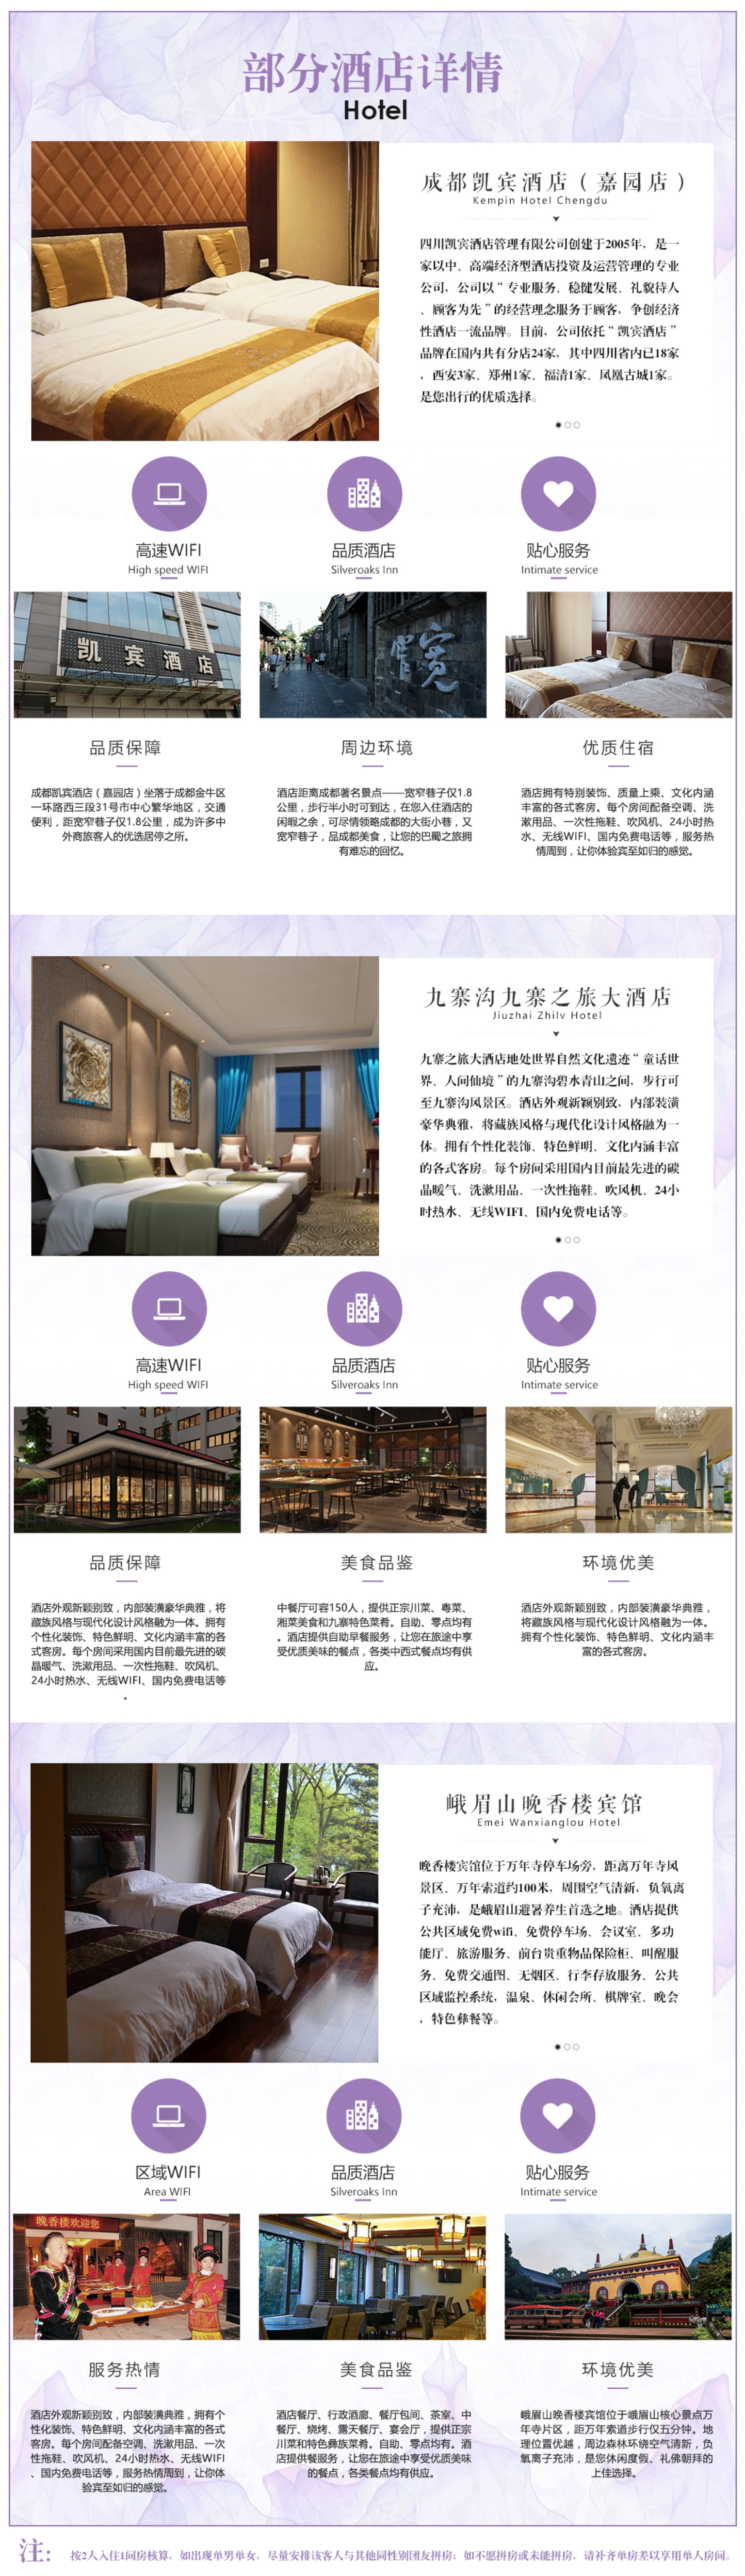 部分酒店详情
Hotel
成都凯宾酒店（嘉园店）
Kempin Hotel Chengdu
四川凯宾酒店管理有限公司创建于2005年，是一
家以中、高端经济型酒店投资及运营管理的专业
公司，公司以“专业服务、稳健发展、礼貌待人
、顾客为先”的经营理念服务于顾客，争创经济
性酒店一流品牌。目前，公司依托“凯宾酒店”
品牌在国内共有分店24家，其中四川省内已18家
，西安3家、郑州1家、福清1家、凤凰古城1家。
是您出行的优质选择。
高速WIFI
High speed WIFI
品质酒店
Silveroaks Inn
贴心服务
Intimate service
凯宾酒店
宽
品质保障
成都凯宾酒店（嘉园店）坐落于成都金牛区
一环路西三段31号市中心繁华地区，交通
便利，距宽窄巷子仅1.8公里，成为许多中
外商旅客人的优选居停之所。
周边环境
酒店距离成都著名景点——宽窄巷子仅1.8
公里，步行半小时可到达，在您入住酒店的
闲暇之余，可尽情领略成都的大街小巷，又
宽窄巷子，品成都美食，让您的巴蜀之旅拥
有难忘的回忆。
优质住宿
酒店拥有特别装饰、质量上乘、文化内涵
丰富的各式客房。每个房间配备空调、洗
漱用品、一次性拖鞋、吹风机、24小时热
水、无线WIFI、国内免费电话等，服务热
情周到，让你体验宾至如归的感觉。
九寨沟九寨之旅大酒店
Jiuzhai Zhilv Hotel
九寨之旅大酒店地处世界自然文化遗迹“童话世
界、人间仙境”的九寨沟碧水青山之间，步行可
至九寨沟风景区。酒店外观新颖别致，内部装潢
豪华典雅，将藏族风格与现代化设计风格融为一
体。拥有个性化装饰、特色鲜明、文化内涵丰富
的各式客房。每个房间采用国内目前最先进的碳
晶暖气、洗漱用品、一次性拖鞋、吹风机、24小
时热水、无线WIFI、国内免费电话等。
高速WIFI
High speed WIFI
品质酒店
Silveroaks Inn
贴心服务
Intimate service
品质保障
酒店外观新颖别致，内部装潢豪华典雅，将
藏族风格与现代化设计风格融为一体。拥有
个性化装饰、特色鲜明、文化内涵丰富的各
式客房。每个房间采用国内目前最先进的碳
晶暖气、洗漱用品、一次性拖鞋、吹风机、
24小时热水、无线WIFI、国内免费电话等
。
美食品鉴
中餐厅可容150人，提供正宗川菜、粤菜、
湘菜美食和九寨特色菜肴。自助、零点均有
。酒店提供自助早餐服务，让您在旅途中享
受优质美味的餐点，各类中西式餐点均有供
应。
环境优美
酒店外观新颖别致，内部装潢豪华典雅，
将藏族风格与现代化设计风格融为一体。
拥有个性化装饰、特色鲜明、文化内涵丰
富的各式客房。
峨眉山晚香楼宾馆
Emei Wanxianglou Hotel
晚香楼宾馆位于万年寺停车场旁，距离万年寺风
景区、万年索道约100米，周围空气清新，负氧离
子充沛，是峨眉山避暑养生首选之地。酒店提供
公共区域免费wifi、免费停车场、会议室、多功
能厅、旅游服务、前台贵重物品保险柜、叫醒服
务、免费交通图、无烟区、行李存放服务、公共
区域监控系统，温泉、休闲会所、棋牌室、晚会
，特色彝餐等。
区域WIFI
Area WIFI
品质酒店
Silveroaks Inn
贴心服务
Intimate service
晚香楼欢迎您
服务热情
酒店外观新颖别致，内部装潢典雅，拥有个
性化装饰、特色鲜明、文化内涵丰富的各式
客房。每个房间配备空调、洗漱用品、一次
性拖鞋、吹风机、24小时热水、无线WIFI
、国内免费电话等，服务热情周到，让你体
验宾至如归的感觉。
美食品鉴
酒店餐厅、行政酒廊、餐厅包间、茶室、中
餐厅、烧烤、露天餐厅、宴会厅，提供正宗
川菜和特色彝族菜肴。自助、零点均有。酒
店提供餐服务，让您在旅途中享受优质美味
的餐点，各类餐点均有供应。
环境优美
峨眉山晚香楼宾馆位于峨眉山核心景点万
年寺片区，距万年索道步行仅五分钟。地
理位置优越，周边森林环绕空气清新，负
氧离子充沛，是您休闲度假、礼佛朝拜的
上佳选择。
注：按2人入住1间房核算，如出现单男单女，尽量安排该客人与其他同性别团友拼房；如不愿拼房或未能拼房，请补齐单房差以享用单人房间。